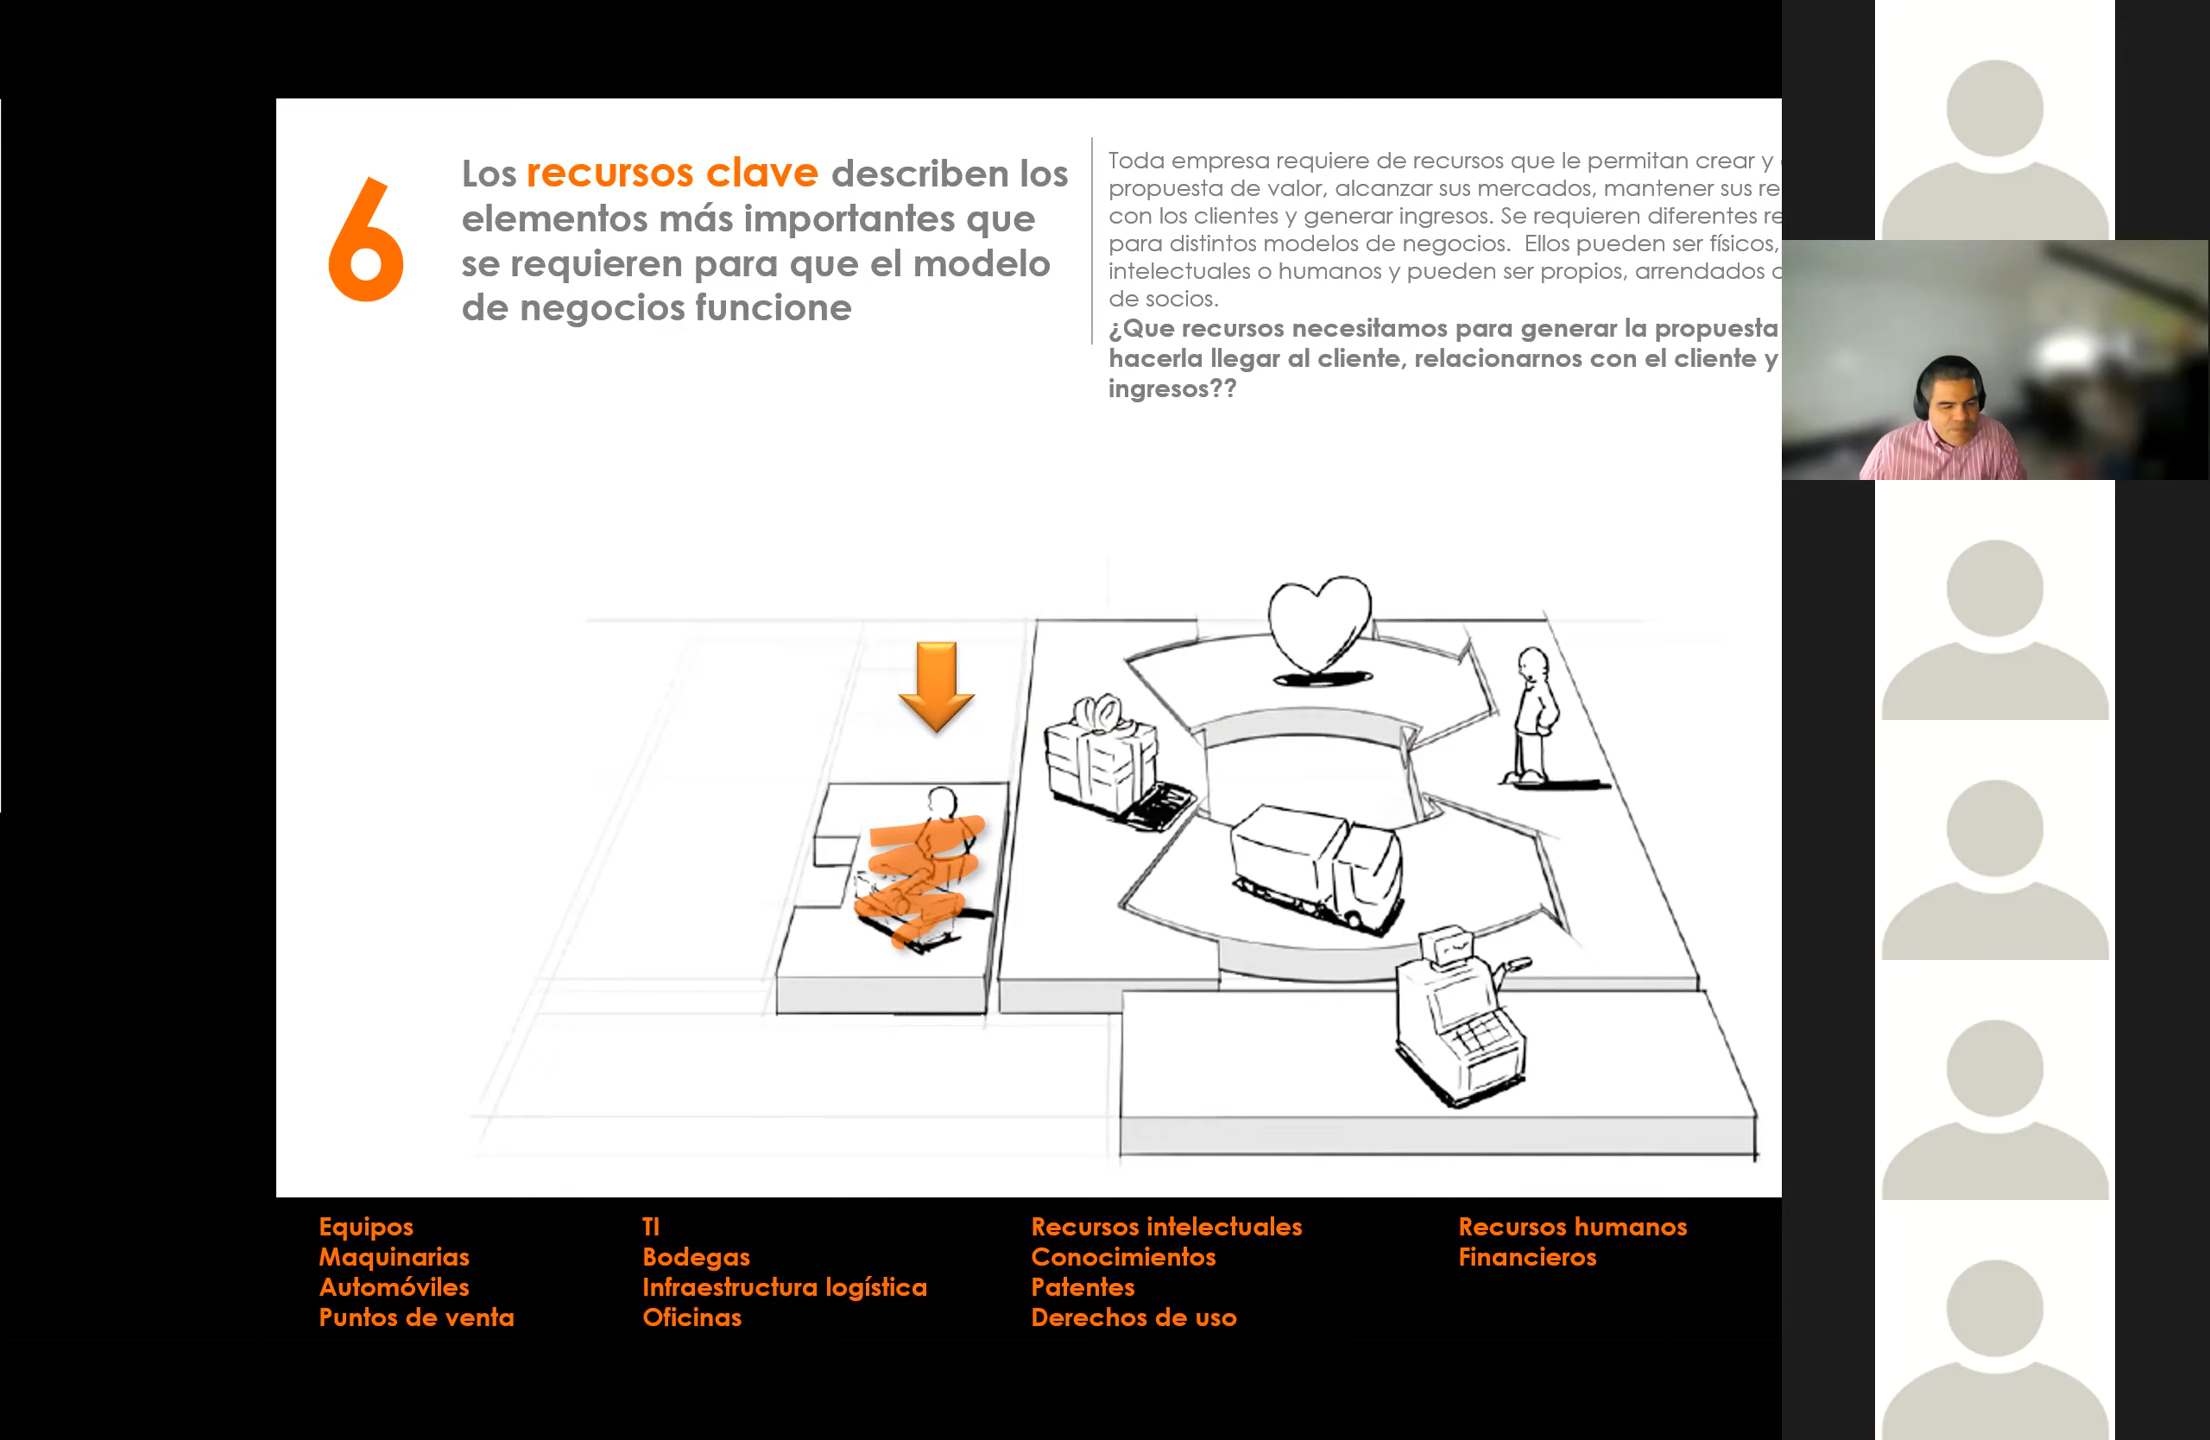 6
Los recursos clave describen los
elementos más importantes que
se requieren para que el modelo
de negocios funcione
Toda empresa requiere de recursos que le permitan crear y
propuesta de valor, alcanzar sus mercados, mantener sus
con los clientes y generar ingresos. Se requieren diferentes
para distintos modelos de negocios. Ellos pueden ser físicos,
intelectuales o humanos y pueden ser propios, arrendados
de socios.
¿Que recursos necesitamos para generar la propuesta
hacerla llegar al cliente, relacionarnos con el cliente y
ingresos??
Equipos
Maquinarias
Automóviles
Puntos de venta
TI
Bodegas
Infraestructura logística
Oficinas
Recursos intelectuales
Conocimientos
Patentes
Derechos de uso
Recursos humanos
Financieros